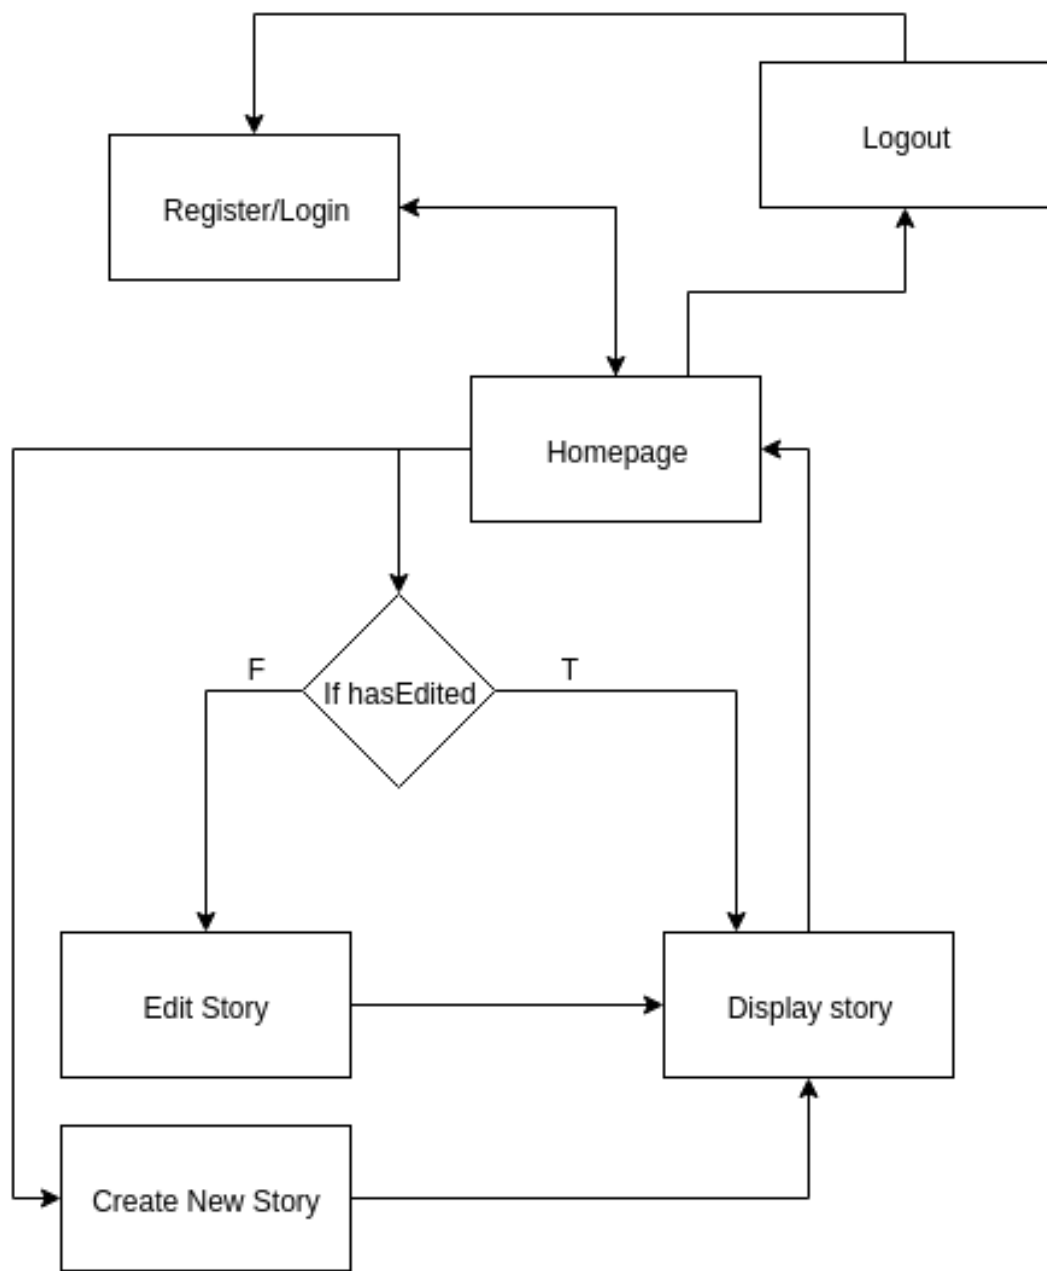 Logout
Register/Login
Homepage
F
T
If hasEdited
Edit Story
Display story
Create New Story